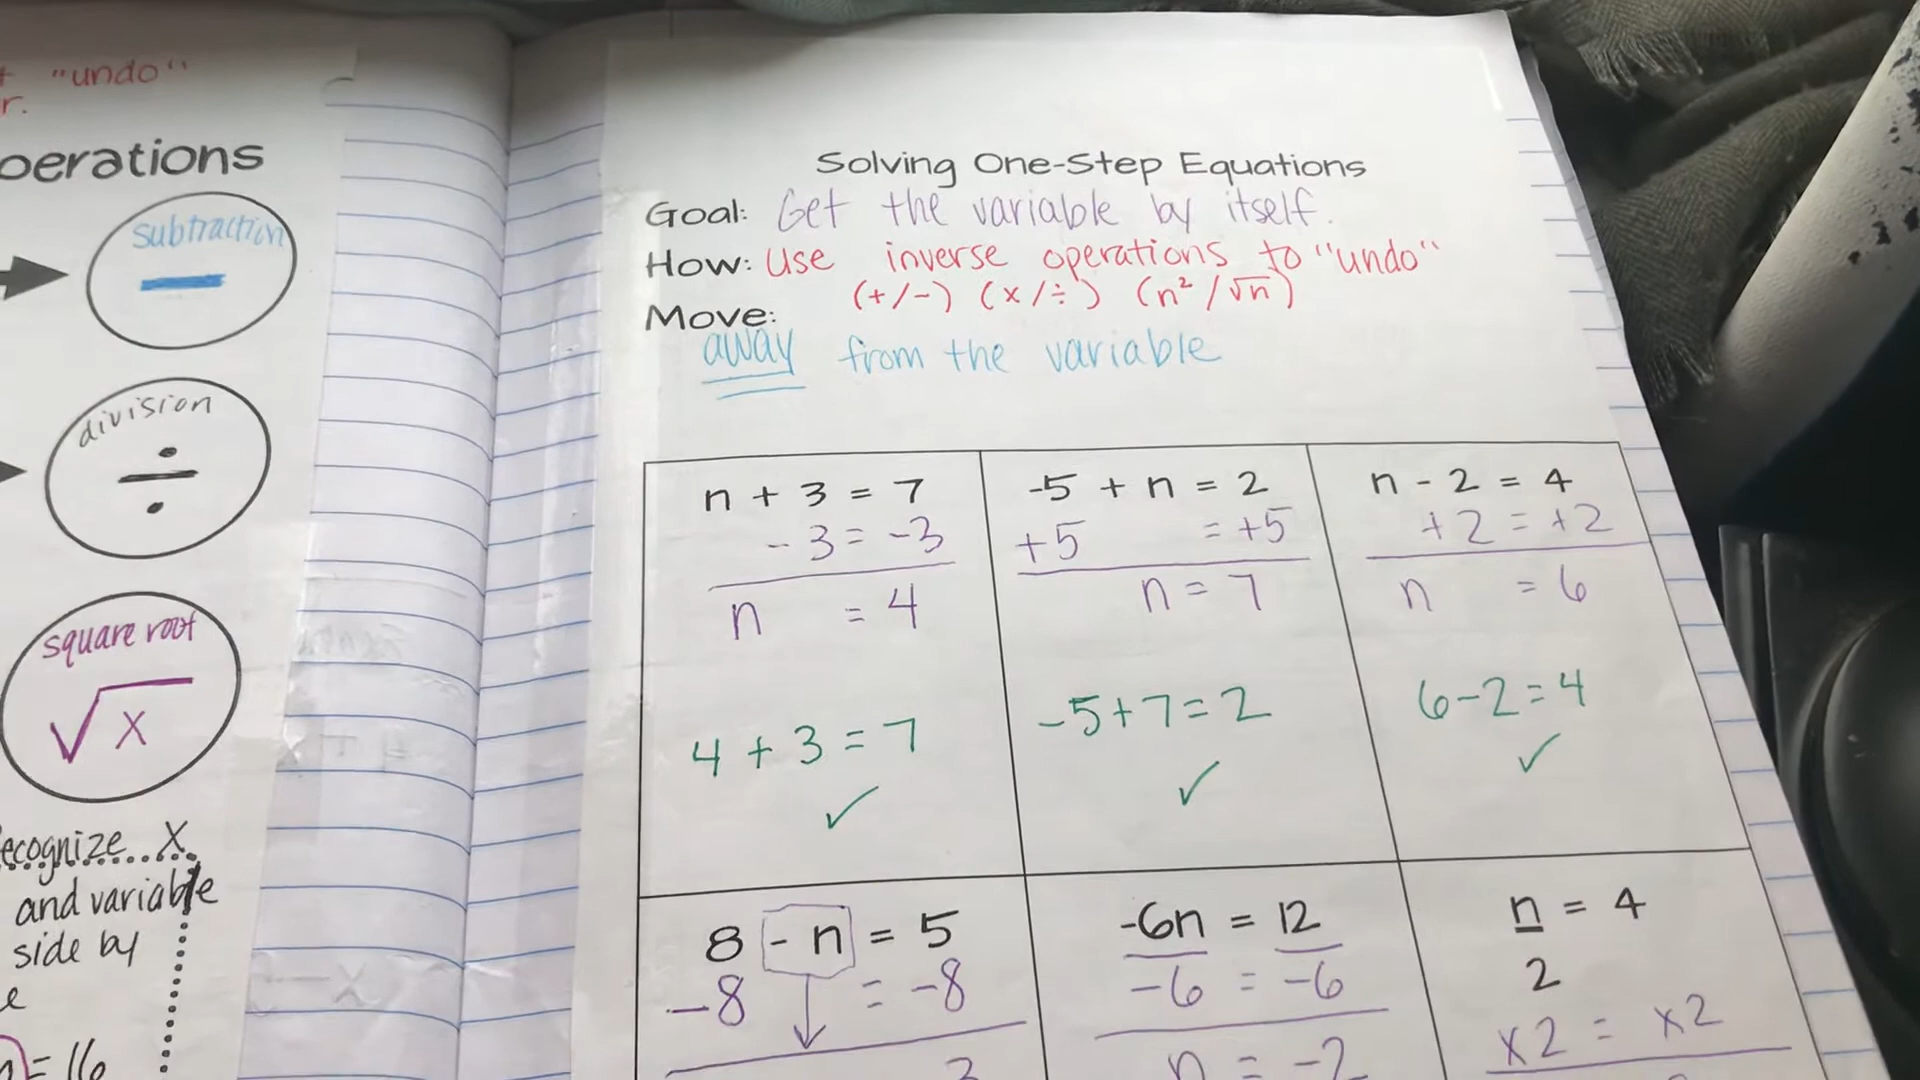 "undo"
r.
perations
subtraction
—
division
÷
square root
√x
ecognize...x
and variable
side by
e
= 16
Solving One-Step Equations
Goal: Get the variable by itself.
How: Use inverse operations to "undo"
(+/-) (x/÷) (n²/√n)
Move:
away from the variable
n + 3 = 7
- 3 = -3
n = 4
4 + 3 = 7
✓
-5 + n = 2
+5 = +5
n = 7
-5+7=2
✓
n - 2 = 4
+2 = +2
n = 6
6-2=4
✓
8 - n = 5
-8 = -8
-6n = 12
-6 = -6
n = -2
n = 4
2
x2 = x2